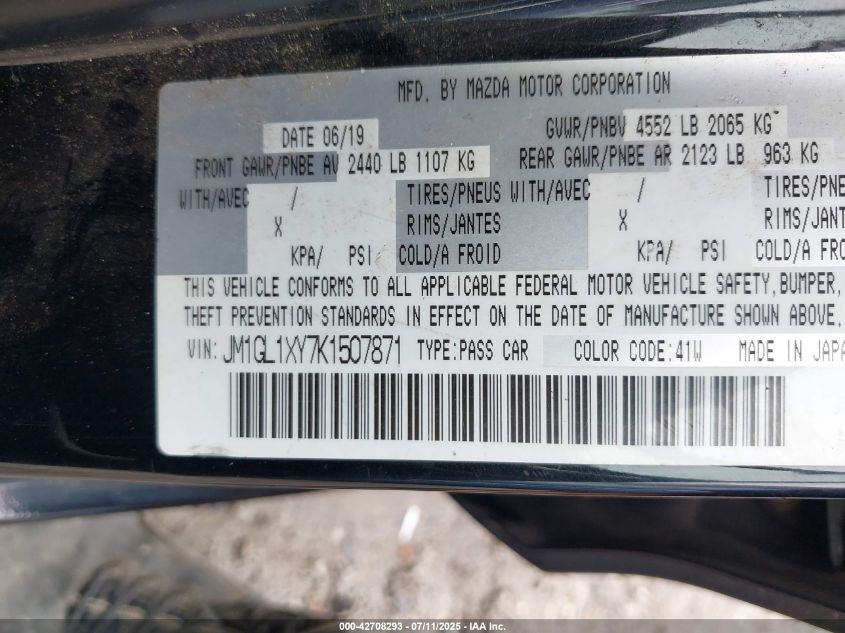 MFD. BY MAZDA MOTOR CORPORATION
DATE 06/19 GVWR/PNBV 4552 LB 2065 KG
FRONT GAWR/PNBE AV 2440 LB 1107 KG REAR GAWR/PNBE AR 2123 LB 963 KG
WITH/AVEC / TIRES/PNEUS WITH/AVEC / TIRES/PNE
X RIMS/JANTES X RIMS/JANT
KPA/ PSI COLD/A FROID KPA/ PSI COLD/A FRO
THIS VEHICLE CONFORMS TO ALL APPLICABLE FEDERAL MOTOR VEHICLE SAFETY, BUMPER,
THEFT PREVENTION STANDARDS IN EFFECT ON THE DATE OF MANUFACTURE SHOWN ABOVE.
VIN: JM1GL1XY7K1507871 TYPE:PASS CAR COLOR CODE:41W MADE IN JAPA
000-42708293 - 07/11/2025 - IAA Inc.